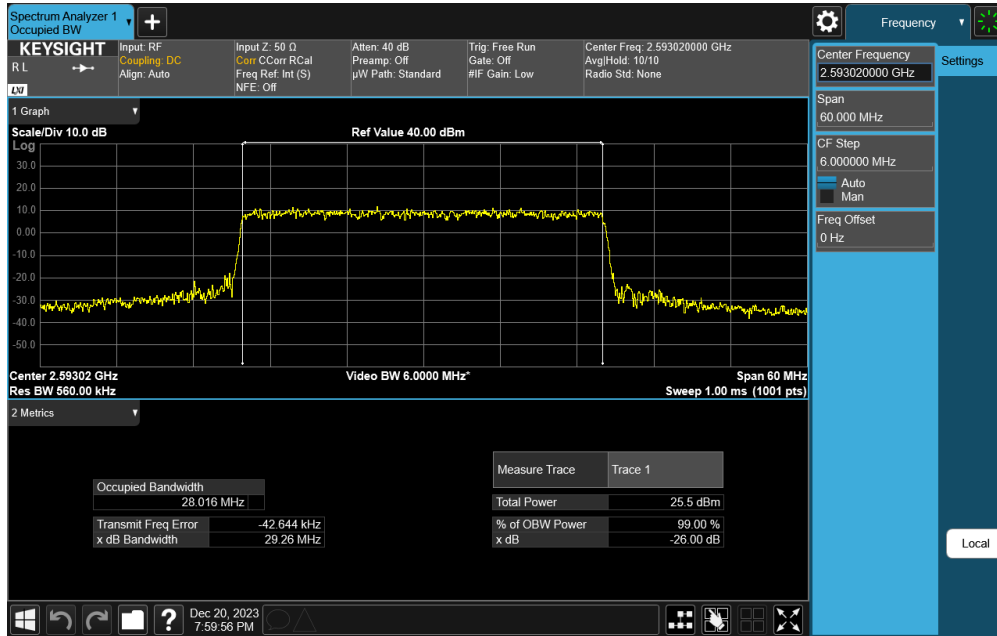 Spectrum Analyzer 1
Occupied BW
Frequency
KEYSIGHT
RL
LXI
Input: RF
Coupling: DC
Align: Auto
Input Z: 50 Ω
Corr CCorr RCal
Freq Ref: Int (S)
NFE: Off
Atten: 40 dB
Preamp: Off
µW Path: Standard
Trig: Free Run
Gate: Off
#IF Gain: Low
Center Freq: 2.593020000 GHz
Avg|Hold: 10/10
Radio Std: None
Center Frequency
2.593020000 GHz
Settings
Span
60.000 MHz
CF Step
6.000000 MHz
Auto
Man
Freq Offset
0 Hz
Local
1 Graph
Scale/Div 10.0 dB
Ref Value 40.00 dBm
Log
30.0
20.0
10.0
0.00
-10.0
-20.0
-30.0
-40.0
-50.0
Center 2.59302 GHz
Video BW 6.0000 MHz*
Span 60 MHz
Res BW 560.00 kHz
Sweep 1.00 ms (1001 pts)
2 Metrics
Occupied Bandwidth
28.016 MHz
Transmit Freq Error -42.644 kHz
x dB Bandwidth 29.26 MHz
Measure Trace Trace 1
Total Power 25.5 dBm
% of OBW Power 99.00 %
x dB -26.00 dB
?
Dec 20, 2023
7:59:56 PM